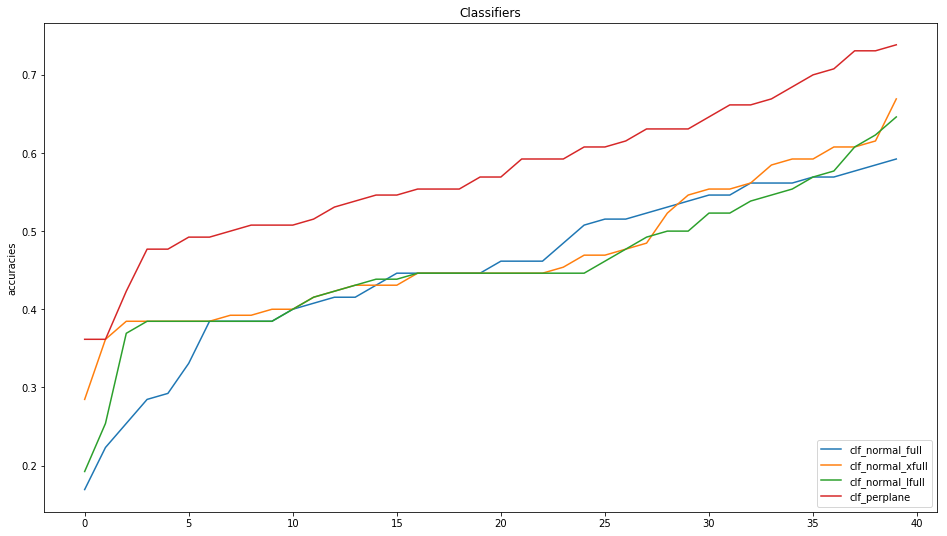 Classifiers
accuracies
0.7
0.6
0.5
0.4
0.3
0.2
0 5 10 15 20 25 30 35 40
clf_normal_full
clf_normal_xfull
clf_normal_lfull
clf_perplane